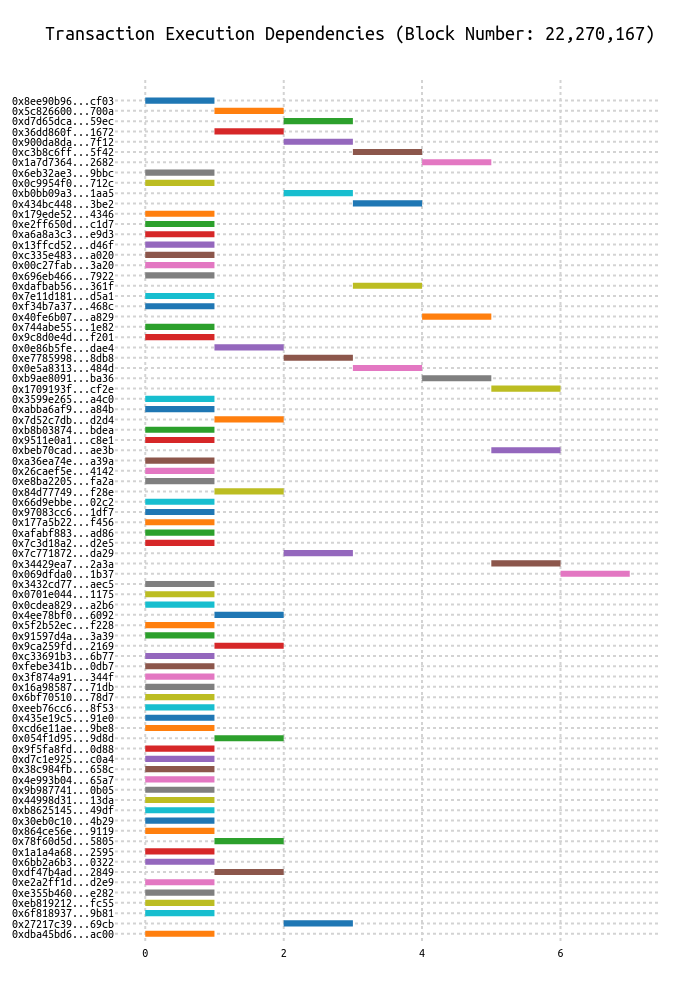 Transaction Execution Dependencies (Block Number: 22,270,167)
0x8ee90b96...cf03
0x5c826600...700a
0xd7d65dca...59ec
0x36dd860f...1672
0x900da8da...7f12
0xc3b8c6ff...5f42
0x1a7d7364...2682
0x6eb32ae3...9bbc
0x0c9954f0...712c
0xb0bb09a3...1aa5
0x434bc448...3be2
0x179ede52...4346
0xe2ff650d...c1d7
0xa6a8a3c3...e9d3
0x13ffcd52...d46f
0xc335e483...a020
0x00c27fab...3a20
0x696eb466...7922
0xdafbab56...361f
0x7e11d181...d5a1
0xf34b7a37...468c
0x40fe6b07...a829
0x744abe55...1e82
0x9c8d0e4d...f201
0x0e86b5fe...dae4
0xe7785998...8db8
0x0e5a8313...484d
0xb9ae8091...ba36
0x1709193f...cf2e
0x3599e265...a4c0
0xabba6af9...a84b
0x7d52c7db...d2d4
0xb8b03874...bdea
0x9511e0a1...c8e1
0xbeb70cad...ae3b
0xa36ea74e...a39a
0x26caef5e...4142
0xe8ba2205...fa2a
0x84d77749...f28e
0x66d9ebbe...02c2
0x97083cc6...1df7
0x177a5b22...f456
0xafabf883...ad86
0x7c3d18a2...d2e5
0x7c771872...da29
0x34429ea7...2a3a
0x069dfda0...1b37
0x3432cd77...aec5
0x0701e044...1175
0x0cdea829...a2b6
0x4ee78bf0...6092
0x5f2b52ec...f228
0x91597d4a...3a39
0x9ca259fd...2169
0xc33691b3...6b77
0xfebe341b...0db7
0x3f874a91...344f
0x16a98587...71db
0x6bf70510...78d7
0xeeb76cc6...8f53
0x435e19c5...91e0
0xcd6e11ae...9be8
0x054f1d95...9d8d
0x9f5fa8fd...0d88
0xd7c1e925...c0a4
0x38c984fb...658c
0x4e993b04...65a7
0x9b987741...0b05
0x44998d31...13da
0xb8625145...49df
0x30eb0c10...4b29
0x864ce56e...9119
0x78f60d5d...5805
0x1a1a4a68...2595
0x6bb2a6b3...0322
0xdf47b4ad...2849
0xe2a2ff1d...d2e9
0xe355b460...e282
0xeb819212...fc55
0x6f818937...9b81
0x27217c39...69cb
0xdba45bd6...ac00
0 2 4 6